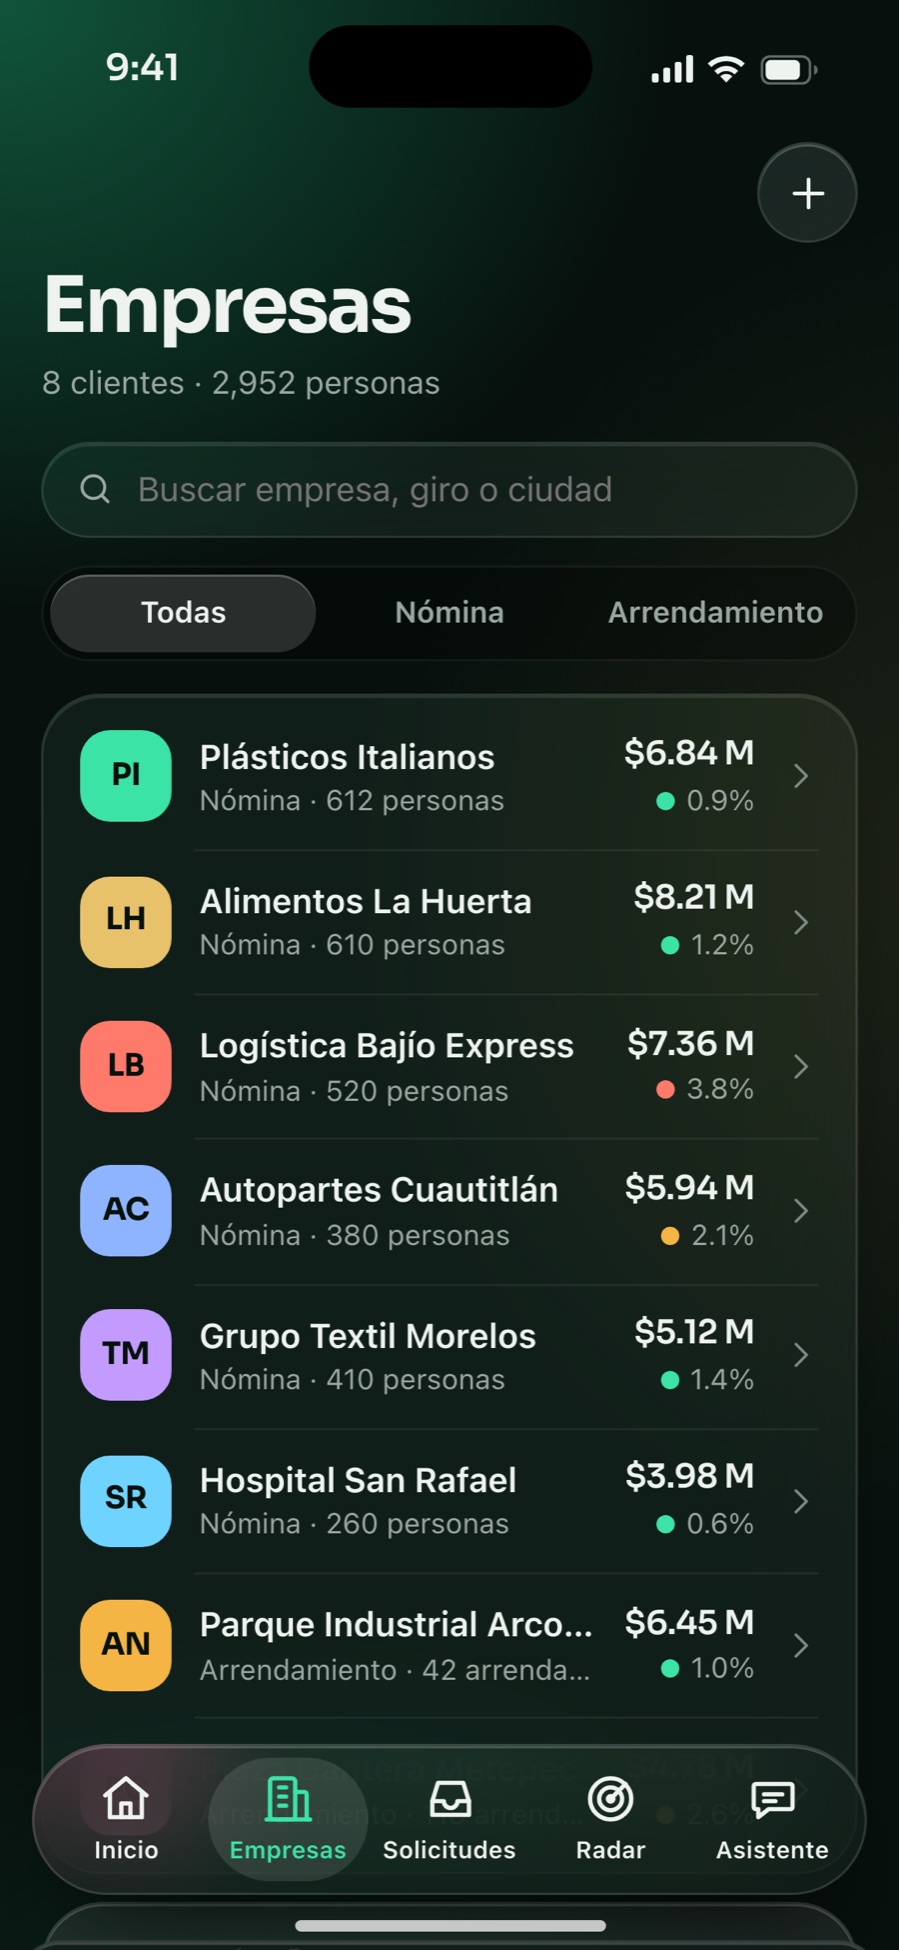 9:41
Empresas
8 clientes · 2,952 personas
Buscar empresa, giro o ciudad
Todas
Nómina
Arrendamiento
PI
Plásticos Italianos
$6.84 M
Nómina · 612 personas
0.9%
LH
Alimentos La Huerta
$8.21 M
Nómina · 610 personas
1.2%
LB
Logística Bajío Express
$7.36 M
Nómina · 520 personas
3.8%
AC
Autopartes Cuautitlán
$5.94 M
Nómina · 380 personas
2.1%
TM
Grupo Textil Morelos
$5.12 M
Nómina · 410 personas
1.4%
SR
Hospital San Rafael
$3.98 M
Nómina · 260 personas
0.6%
AN
Parque Industrial Arco...
$6.45 M
Arrendamiento · 42 arrenda...
1.0%
Metepec
2.6%
Inicio
Empresas
Solicitudes
Radar
Asistente